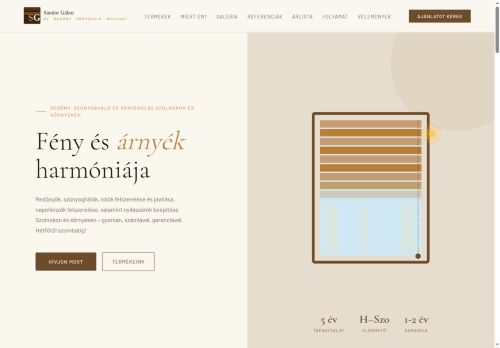 SG
Sándor Gábor
TERMÉKEK MIÉRT ÉN? GALÉRIA REFERENCIÁK ÁRLISTA FOLYAMAT VÉLEMÉNYEK
AJÁNLATOT KÉREK
REDŐNY, SZÚNYOGHÁLÓ ÉS ÁRNYÉKOLÁS SZOLNOKON ÉS
KÖRNYÉKÉN
Fény és árnyék
harmóniája
Redőnyök, szúnyoghálók, rolók felszerelése és javítása,
napellenzők felszerelése, valamint nyílászárók beépítése
Szolnokon és környékén – gyorsan, számlával, garanciával.
Hétfőtől szombatig!
HÍVJON MOST
TERMÉKEINK
5 év H–Szo 1-2 év
TAPASZTALAT ELÉRHETŐ GARANCIA